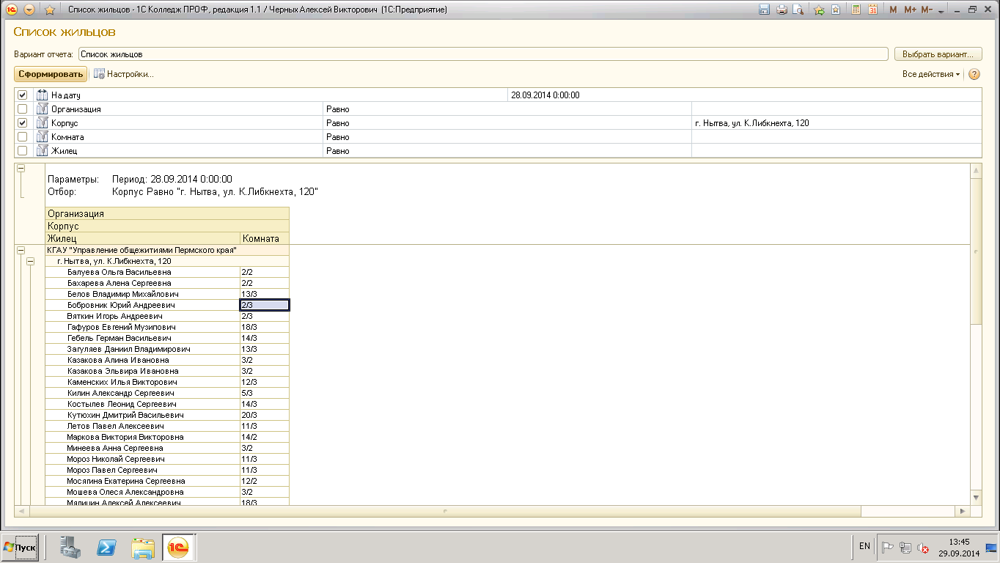 Список жильцов - 1С Колледж ПРОФ, редакция 1.1 / Черных Алексей Викторович (1С:Предприятие)
M M+ M-
Список жильцов
Вариант отчета: Список жильцов Выбрать вариант...
Сформировать Настройки... Все действия ?
На дату 28.09.2014 0:00:00
Организация Равно
Корпус Равно г. Нытва, ул. К.Либкнехта, 120
Комната Равно
Жилец Равно
Параметры: Период: 28.09.2014 0:00:00
Отбор: Корпус Равно "г. Нытва, ул. К.Либкнехта, 120"
Организация
Корпус
Жилец Комната
КГАУ "Управление общежитиями Пермского края"
г. Нытва, ул. К.Либкнехта, 120
Балуева Ольга Васильевна 2/2
Бахарева Алена Сергеевна 2/2
Белов Владимир Михайлович 13/3
Бобровник Юрий Андреевич 2/3
Вяткин Игорь Андреевич 2/3
Гафуров Евгений Музипович 18/3
Гебель Герман Васильевич 14/3
Загуляев Даниил Владимирович 13/3
Казакова Алина Ивановна 3/2
Казакова Эльвира Ивановна 3/2
Каменских Илья Викторович 12/3
Килин Александр Сергеевич 5/3
Костылев Леонид Сергеевич 14/3
Кутюхин Дмитрий Васильевич 20/3
Летов Павел Алексеевич 11/3
Маркова Виктория Викторовна 14/2
Минеева Анна Сергеевна 3/2
Мороз Николай Сергеевич 11/3
Мороз Павел Сергеевич 11/3
Мосягина Екатерина Сергеевна 12/2
Мошева Олеся Александровна 3/2
Мялицин Алексей Алексеевич 18/3
Пуск EN 13:45
29.09.2014